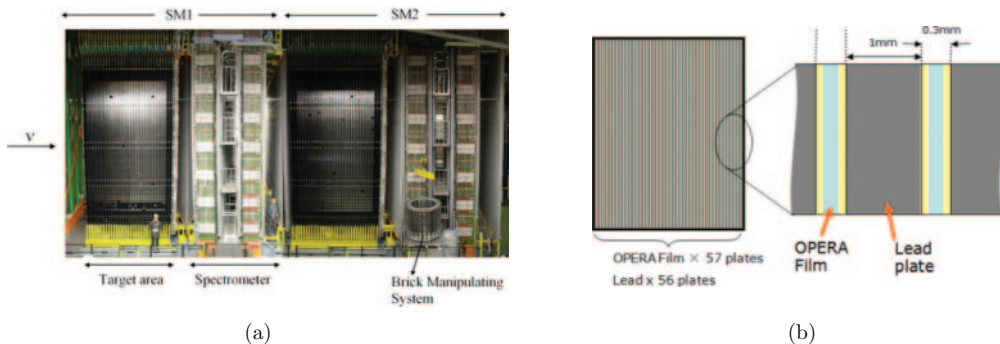 SM1 SM2
ν
Target area Spectrometer
Brick Manipulating
System
(a)
0.3mm
1mm
OPERA Film × 57 plates
Lead x 56 plates
OPERA
Film
Lead
plate
(b)